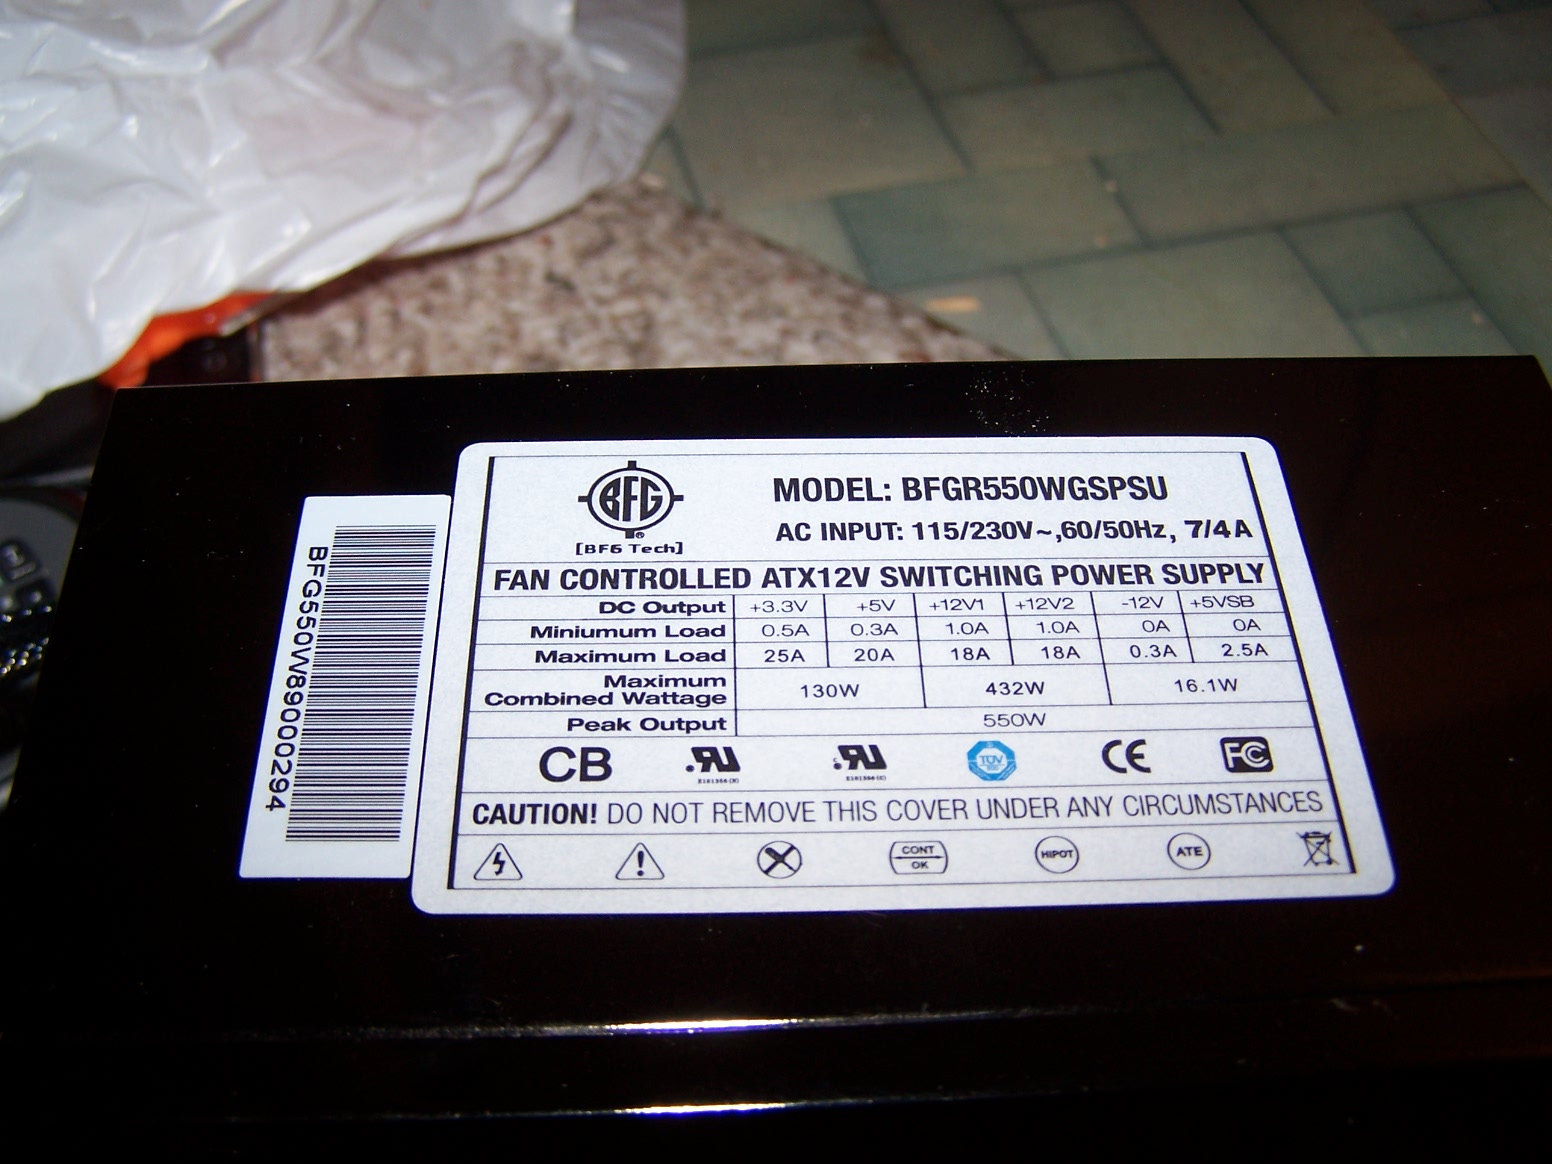 BFG550W89000294
BFG
®
[BFG Tech]
MODEL: BFGR550WGSPSU
AC INPUT: 115/230V~,60/50Hz, 7/4A
FAN CONTROLLED ATX12V SWITCHING POWER SUPPLY
DC Output +3.3V +5V +12V1 +12V2 -12V +5VSB
Miniumum Load 0.5A 0.3A 1.0A 1.0A 0A 0A
Maximum Load 25A 20A 18A 18A 0.3A 2.5A
Maximum
Combined Wattage 130W 432W 16.1W
Peak Output 550W
CB RU RU TUV CE FC
CAUTION! DO NOT REMOVE THIS COVER UNDER ANY CIRCUMSTANCES
CONT
OK
HIPOT
ATE